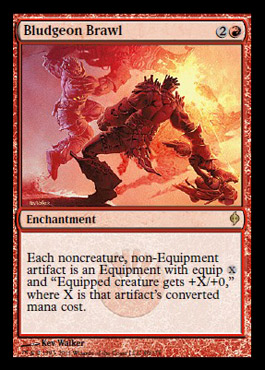 Bludgeon Brawl 2
Enchantment
Each noncreature, non-Equipment
artifact is an Equipment with equip X
and “Equipped creature gets +X/+0,”
where X is that artifact's converted
mana cost.
Kev Walker